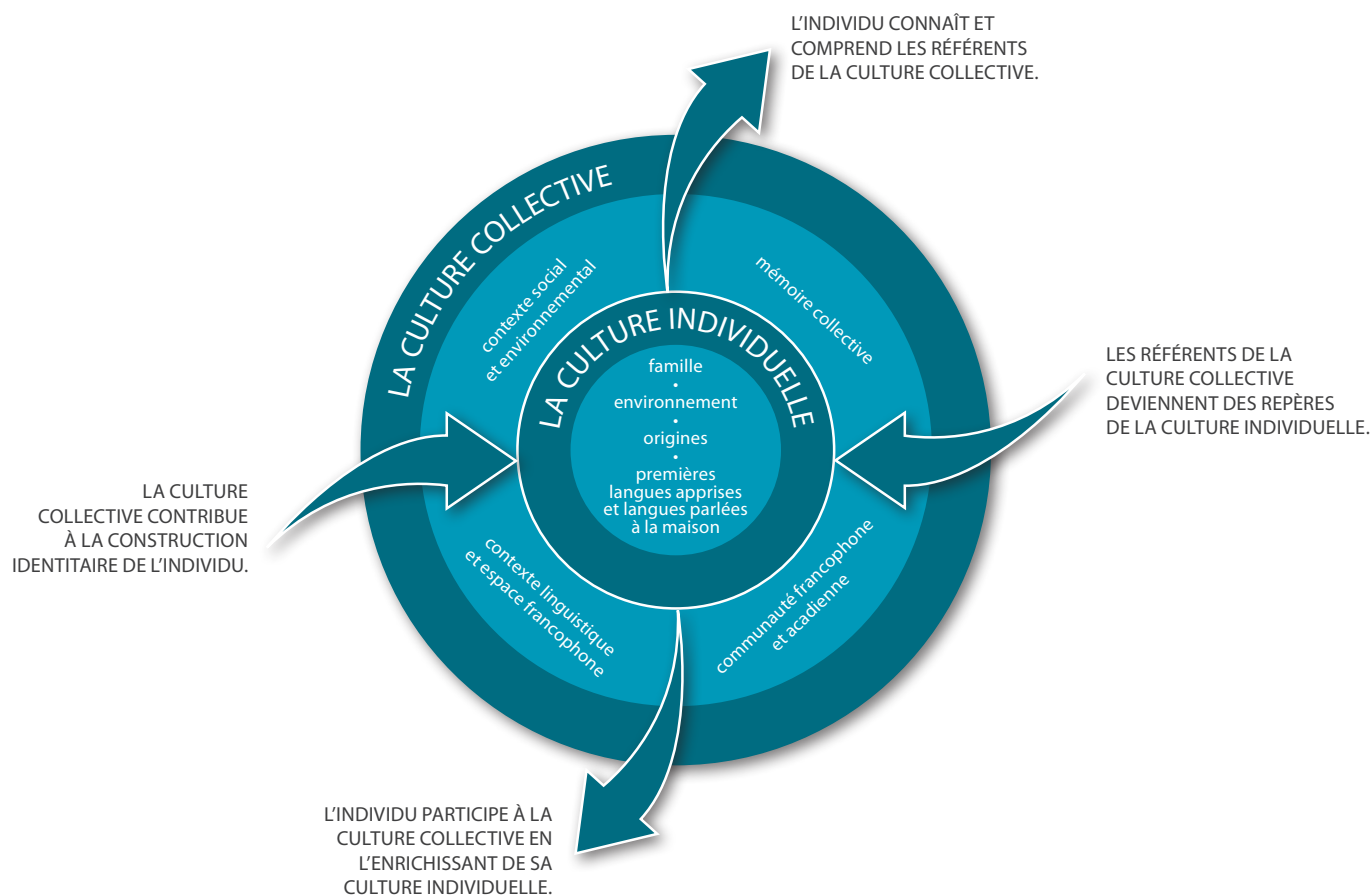 L’INDIVIDU CONNAÎT ET
COMPREND LES RÉFÉRENTS
DE LA CULTURE COLLECTIVE.
LA CULTURE COLLECTIVE
contexte social
et environnemental
mémoire collective
LA CULTURE INDIVIDUELLE
famille
•
environnement
•
origines
•
premières
langues apprises
et langues parlées
à la maison
LES RÉFÉRENTS DE LA
CULTURE COLLECTIVE
DEVIENNENT DES REPÈRES
DE LA CULTURE INDIVIDUELLE.
LA CULTURE
COLLECTIVE CONTRIBUE
À LA CONSTRUCTION
IDENTITAIRE DE L’INDIVIDU.
contexte linguistique
et espace francophone
communauté francophone
et acadienne
L’INDIVIDU PARTICIPE À LA
CULTURE COLLECTIVE EN
L’ENRICHISSANT DE SA
CULTURE INDIVIDUELLE.